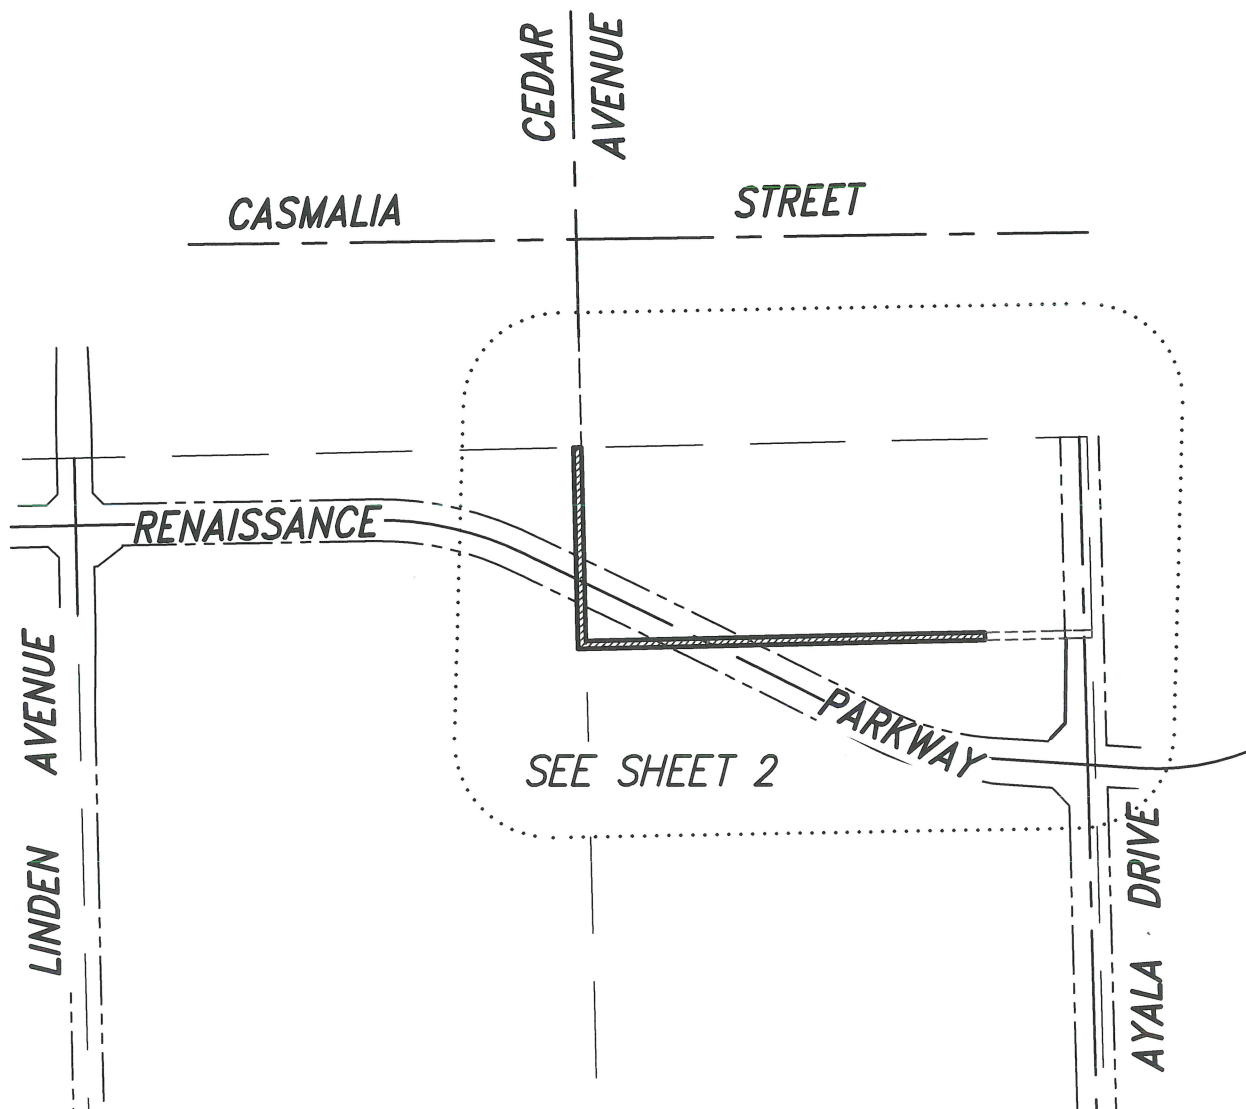 CEDAR
AVENUE
CASMALIA STREET
RENAISSANCE
PARKWAY
SEE SHEET 2
LINDEN AVENUE
AYALA DRIVE